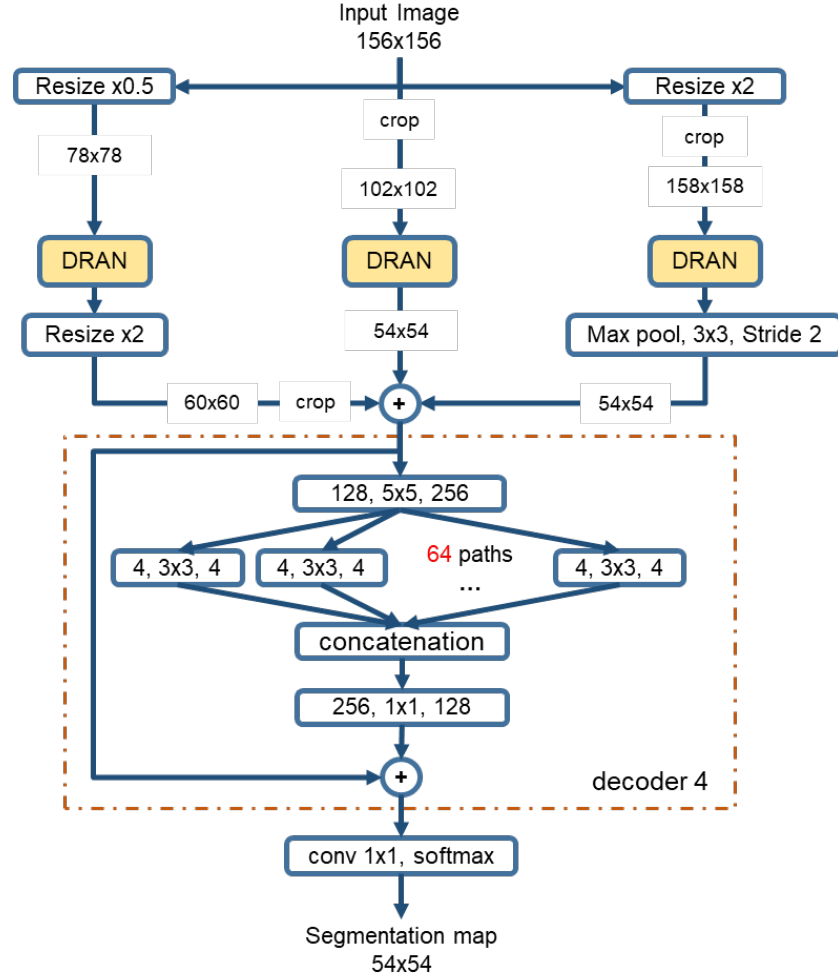 Input Image
156x156
Resize x0.5
Resize x2
crop
crop
78x78
102x102
158x158
DRAN
DRAN
DRAN
Resize x2
54x54
Max pool, 3x3, Stride 2
60x60
crop
+
54x54
128, 5x5, 256
4, 3x3, 4
4, 3x3, 4
64 paths
...
4, 3x3, 4
concatenation
256, 1x1, 128
+
decoder 4
conv 1x1, softmax
Segmentation map
54x54